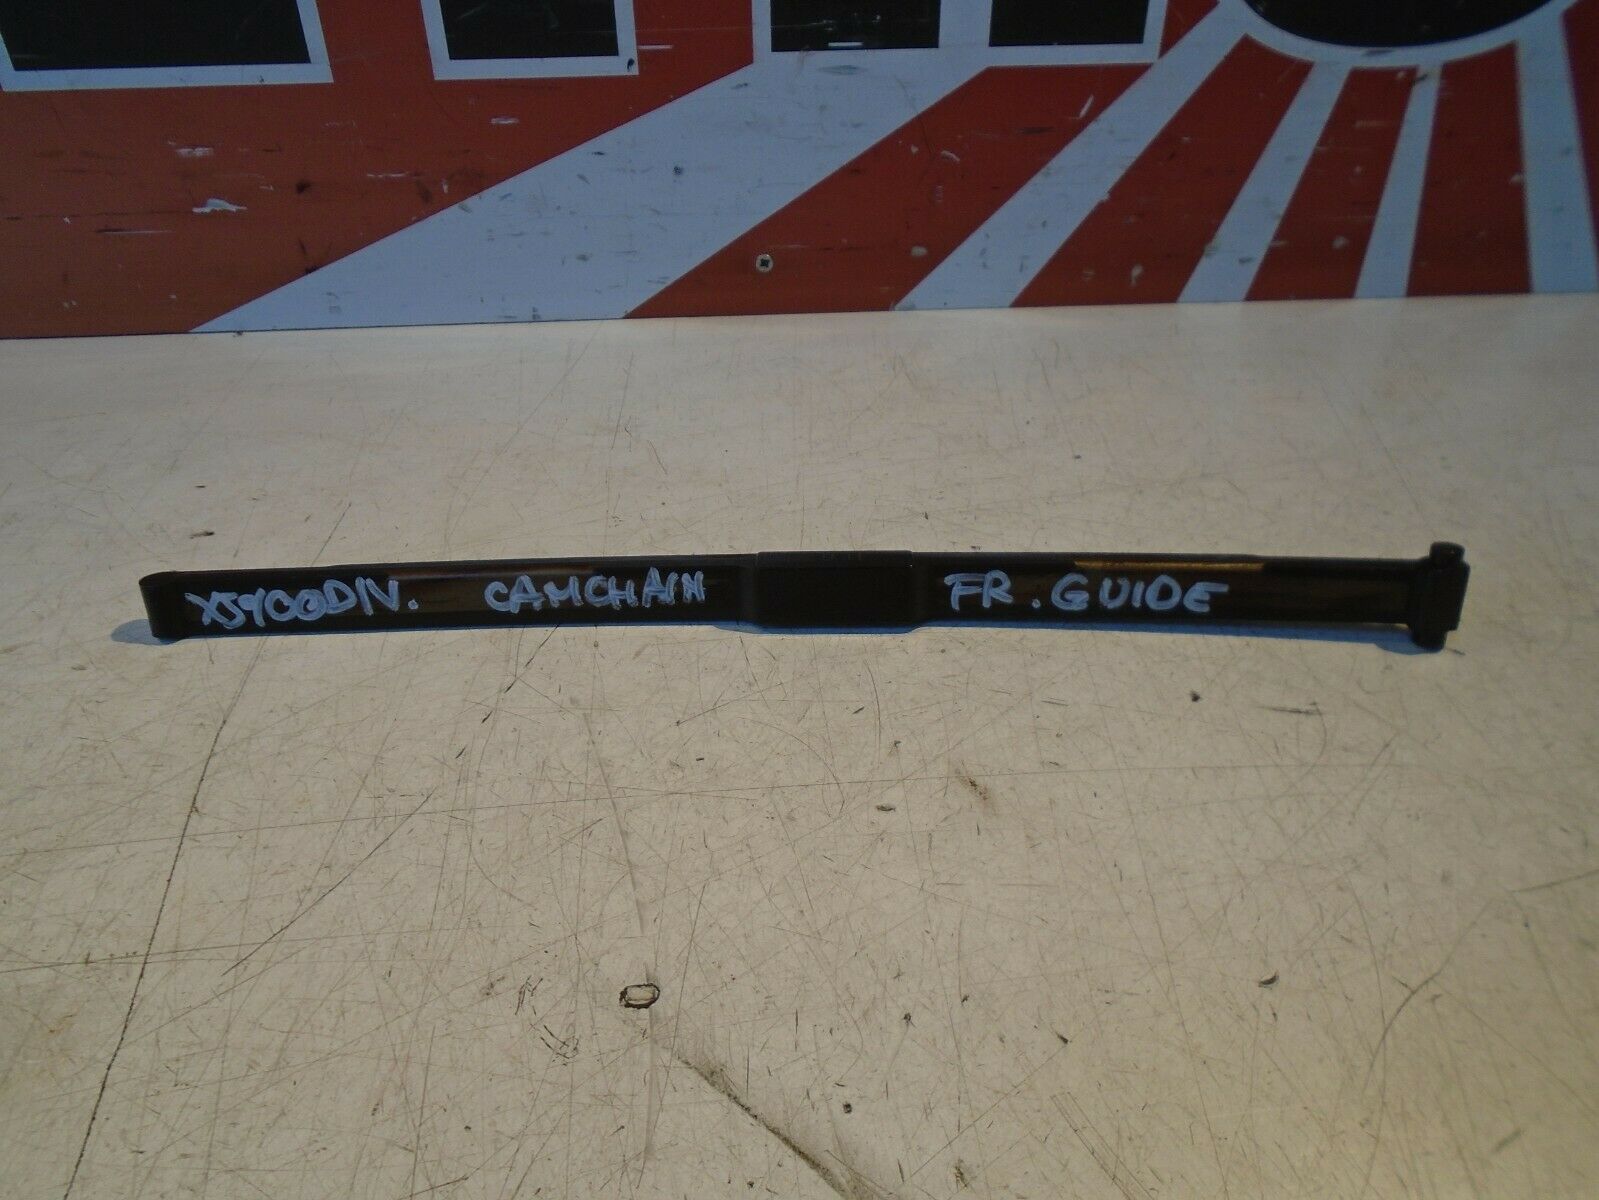 XJ900DIV. CAMCHAIN FR. GUIDE